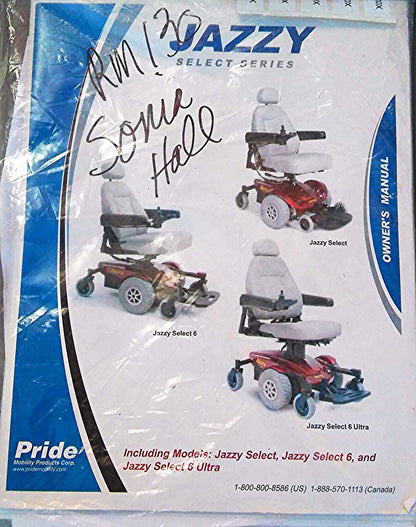 JAZZY
SELECT SERIES
RM 130
Sonia
Hall
OWNER'S MANUAL
Jazzy Select
Jazzy Select 6
Jazzy Select 6 Ultra
Pride
Mobility Products Corp.
www.pridemobility.com
Including Models: Jazzy Select, Jazzy Select 6, and
Jazzy Select 6 Ultra
1-800-800-8586 (US) 1-888-570-1113 (Canada)